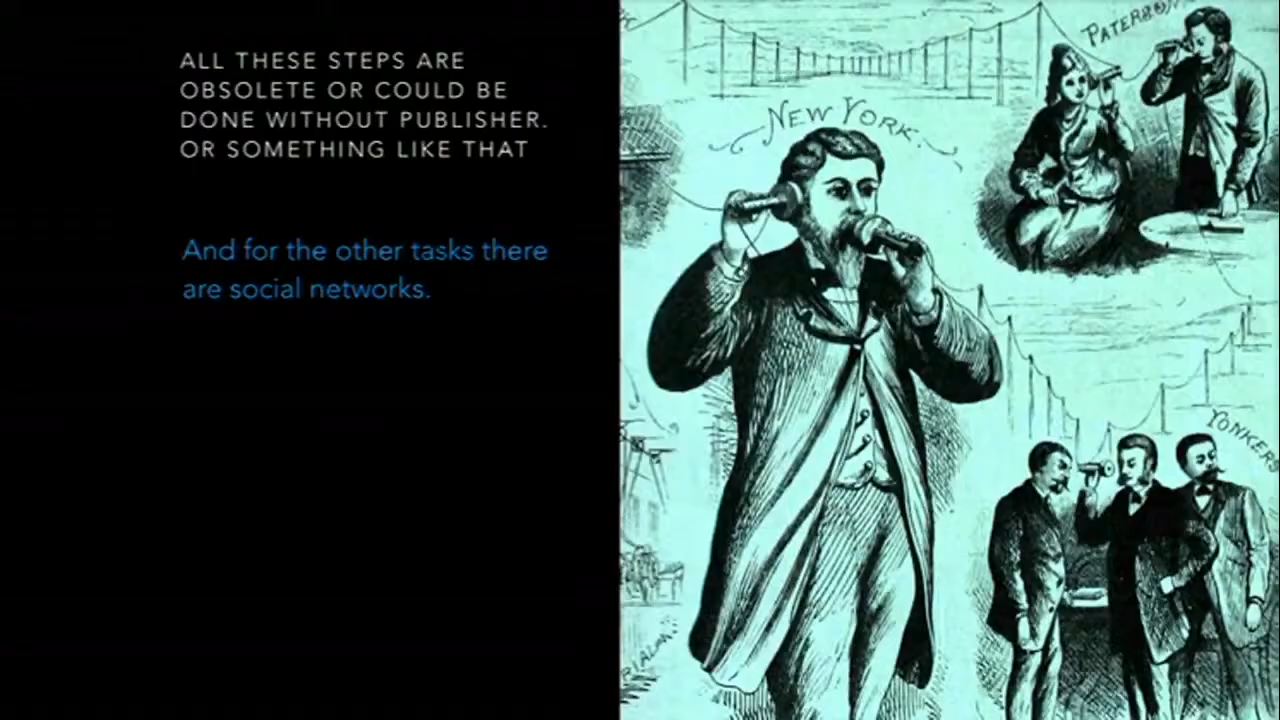 ALL THESE STEPS ARE
OBSOLETE OR COULD BE
DONE WITHOUT PUBLISHER.
OR SOMETHING LIKE THAT
And for the other tasks there
are social networks.
PATERSON
NEW YORK.
YONKERS